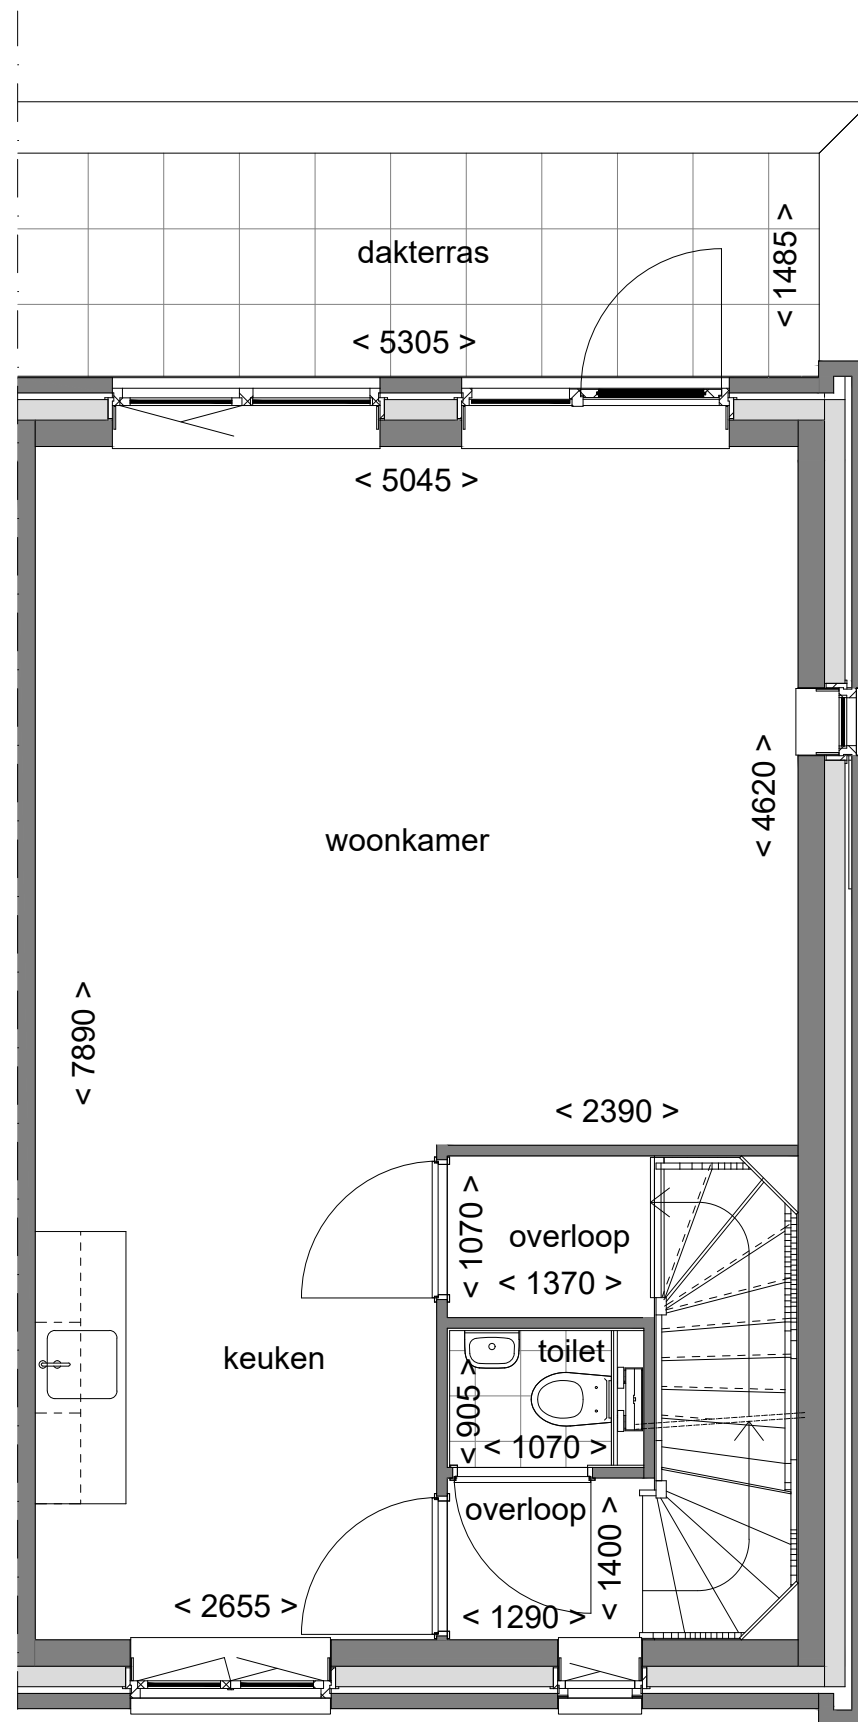 dakterras
< 1485 >
< 5305 >
< 5045 >
< 4620 >
woonkamer
< 7890 >
< 2390 >
< 1070 >
overloop
< 1370 >
keuken
toilet
< 905 >
< 1070 >
overloop
< 1400 >
< 2655 >
< 1290 >